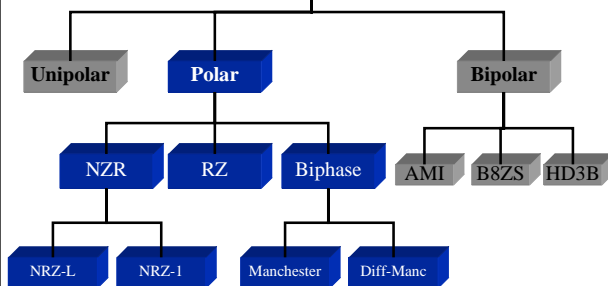 Unipolar
Polar
Bipolar
NZR
RZ
Biphase
AMI
B8ZS
HD3B
NRZ-L
NRZ-1
Manchester
Diff-Manc